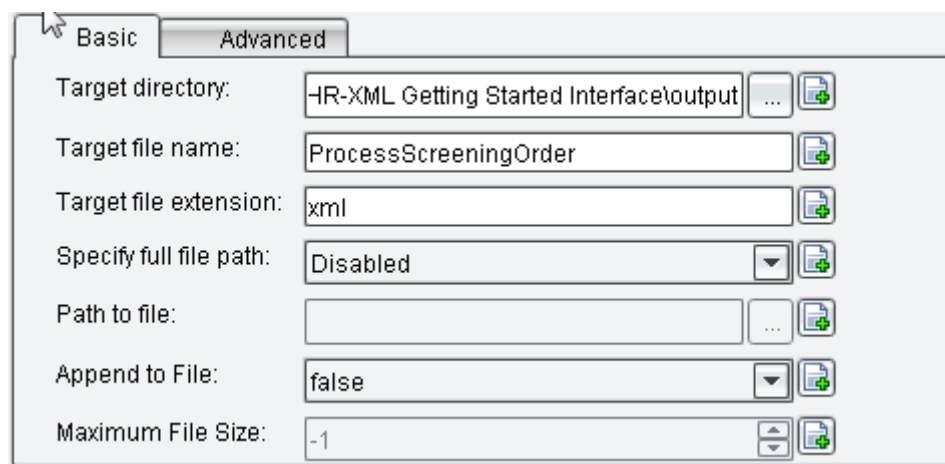 Basic Advanced
Target directory: HR-XML Getting Started Interface\output ...
Target file name: ProcessScreeningOrder
Target file extension: xml
Specify full file path: Disabled
Path to file: ...
Append to File: false
Maximum File Size: -1